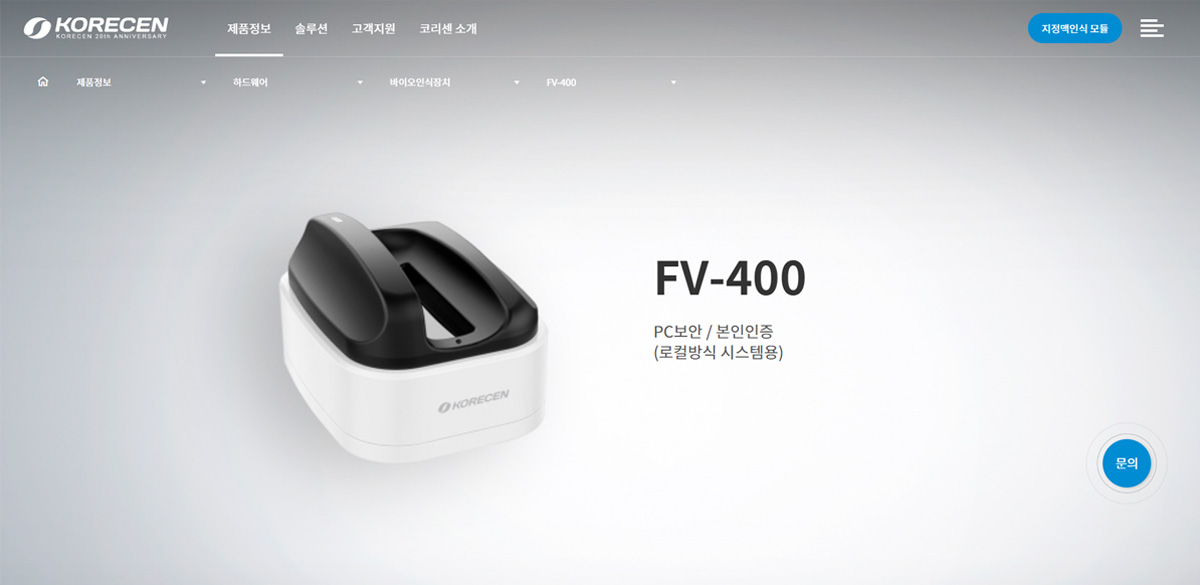 KORECEN
KORECEN 20th ANNIVERSARY
제품정보 솔루션 고객지원 코리센 소개
지정맥인식 모듈
제품정보 하드웨어 바이오인식장치 FV-400
FV-400
PC보안 / 본인인증
(로컬방식 시스템용)
KORECEN
문의